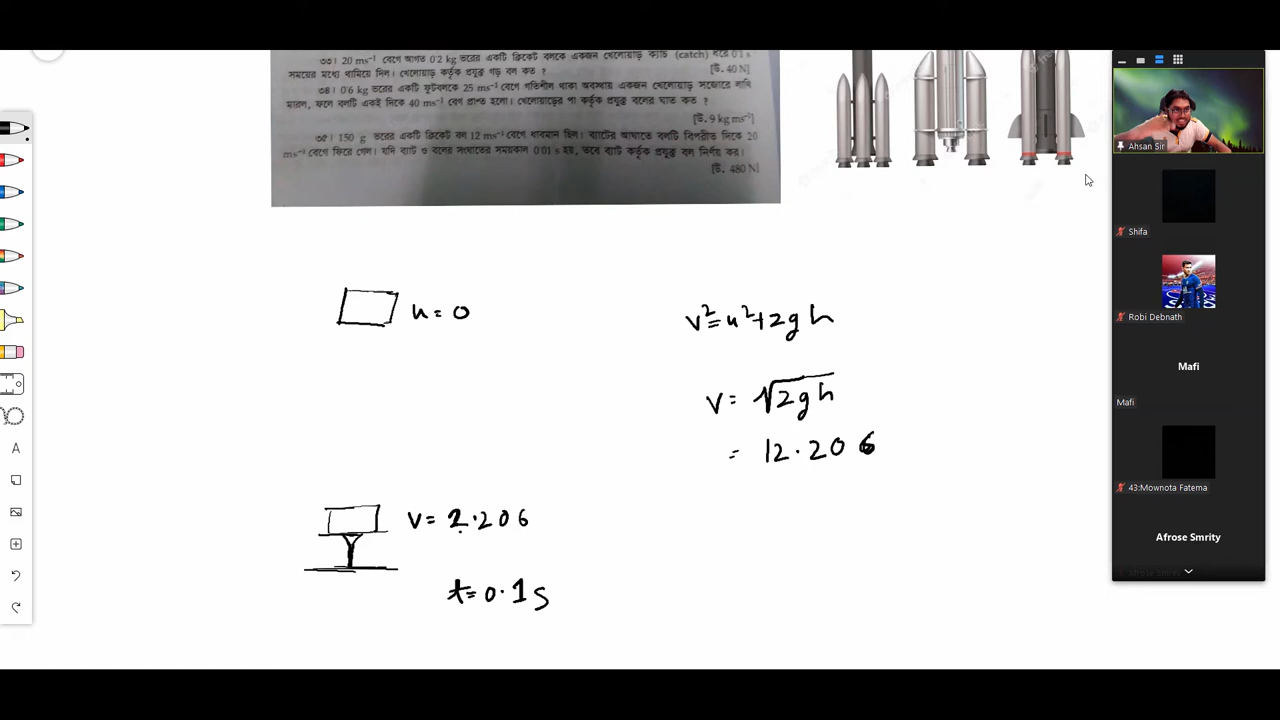 ৩৩। 20 ms⁻¹ বেগে আগত 0·2 kg ভরের একটি ক্রিকেট বলকে একজন খেলোয়াড় ক্যাচ (catch) ধরে 0·1 s
সময়ের মধ্যে থামিয়ে দিল। খেলোয়াড় কর্তৃক প্রযুক্ত গড় বল কত ?
[উ. 40 N]
৩৪। 0·6 kg ভরের একটি ফুটবলকে 25 ms⁻¹ বেগে গতিশীল থাকা অবস্থায় একজন খেলোয়াড় সজোরে লাথি
মারল, ফলে বলটি একই দিকে 40 ms⁻¹ বেগ প্রাপ্ত হলো। খেলোয়াড়ের পা কর্তৃক প্রযুক্ত বলের ঘাত কত ?
[উ. 9 kg ms⁻¹]
৩৫। 150 g ভরের একটি ক্রিকেট বল 12 ms⁻¹ বেগে ধাবমান ছিল। ব্যাটের আঘাতে বলটি বিপরীত দিকে 20
ms⁻¹ বেগে ফিরে গেল। যদি ব্যাট ও বলের সংঘাতের সময়কাল 0·01 s হয়, তবে ব্যাট কর্তৃক প্রযুক্ত বল নির্ণয় কর।
[উ. 480 N]
u = 0
v² = u² + 2gh
v = √2gh
= 12.206
v = 2.206
t = 0.1 s
Ahsan Sir
Shifa
Robi Debnath
Mafi
Mafi
43:Mownota Fatema
Afrose Smrity
A